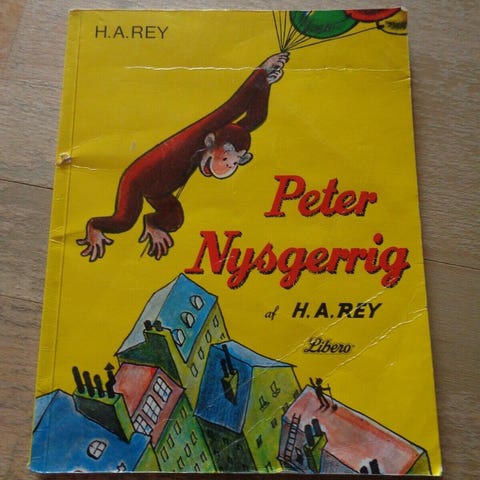 H.A.REY
Peter
Nysgerrig
af H.A.REY
Libero